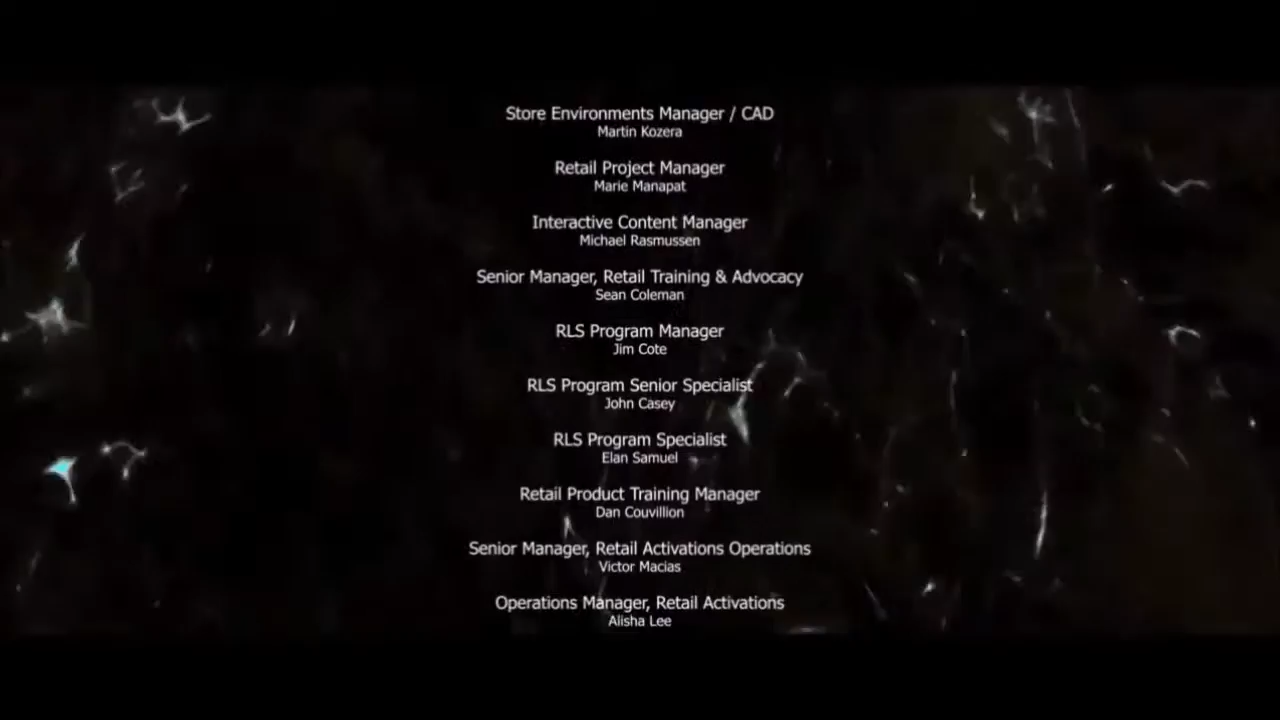 Store Environments Manager / CAD
Martin Kozera
Retail Project Manager
Marie Manapat
Interactive Content Manager
Michael Rasmussen
Senior Manager, Retail Training & Advocacy
Sean Coleman
RLS Program Manager
Jim Cote
RLS Program Senior Specialist
John Casey
RLS Program Specialist
Elan Samuel
Retail Product Training Manager
Dan Couvillion
Senior Manager, Retail Activations Operations
Victor Macias
Operations Manager, Retail Activations
Alisha Lee